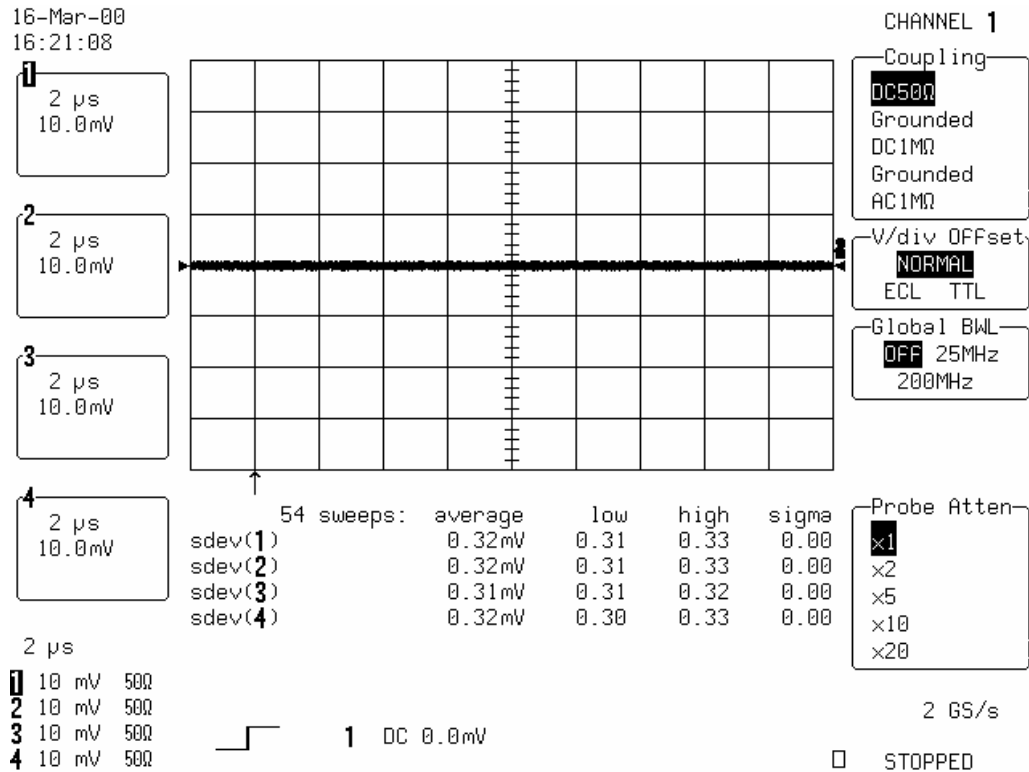 16-Mar-00
16:21:08
1
2 µs
10.0mV
2
2 µs
10.0mV
3
2 µs
10.0mV
4
2 µs
10.0mV
2 µs
1 10 mV 50Ω
2 10 mV 50Ω
3 10 mV 50Ω
4 10 mV 50Ω
54 sweeps: average low high sigma
sdev(1) 0.32mV 0.31 0.33 0.00
sdev(2) 0.32mV 0.31 0.33 0.00
sdev(3) 0.31mV 0.31 0.32 0.00
sdev(4) 0.32mV 0.30 0.33 0.00
1 DC 0.0mV
CHANNEL 1
Coupling
DC50Ω
Grounded
DC1MΩ
Grounded
AC1MΩ
V/div OFFset
NORMAL
ECL TTL
Global BWL
OFF 25MHz
200MHz
Probe Atten
x1
x2
x5
x10
x20
2 GS/s
STOPPED